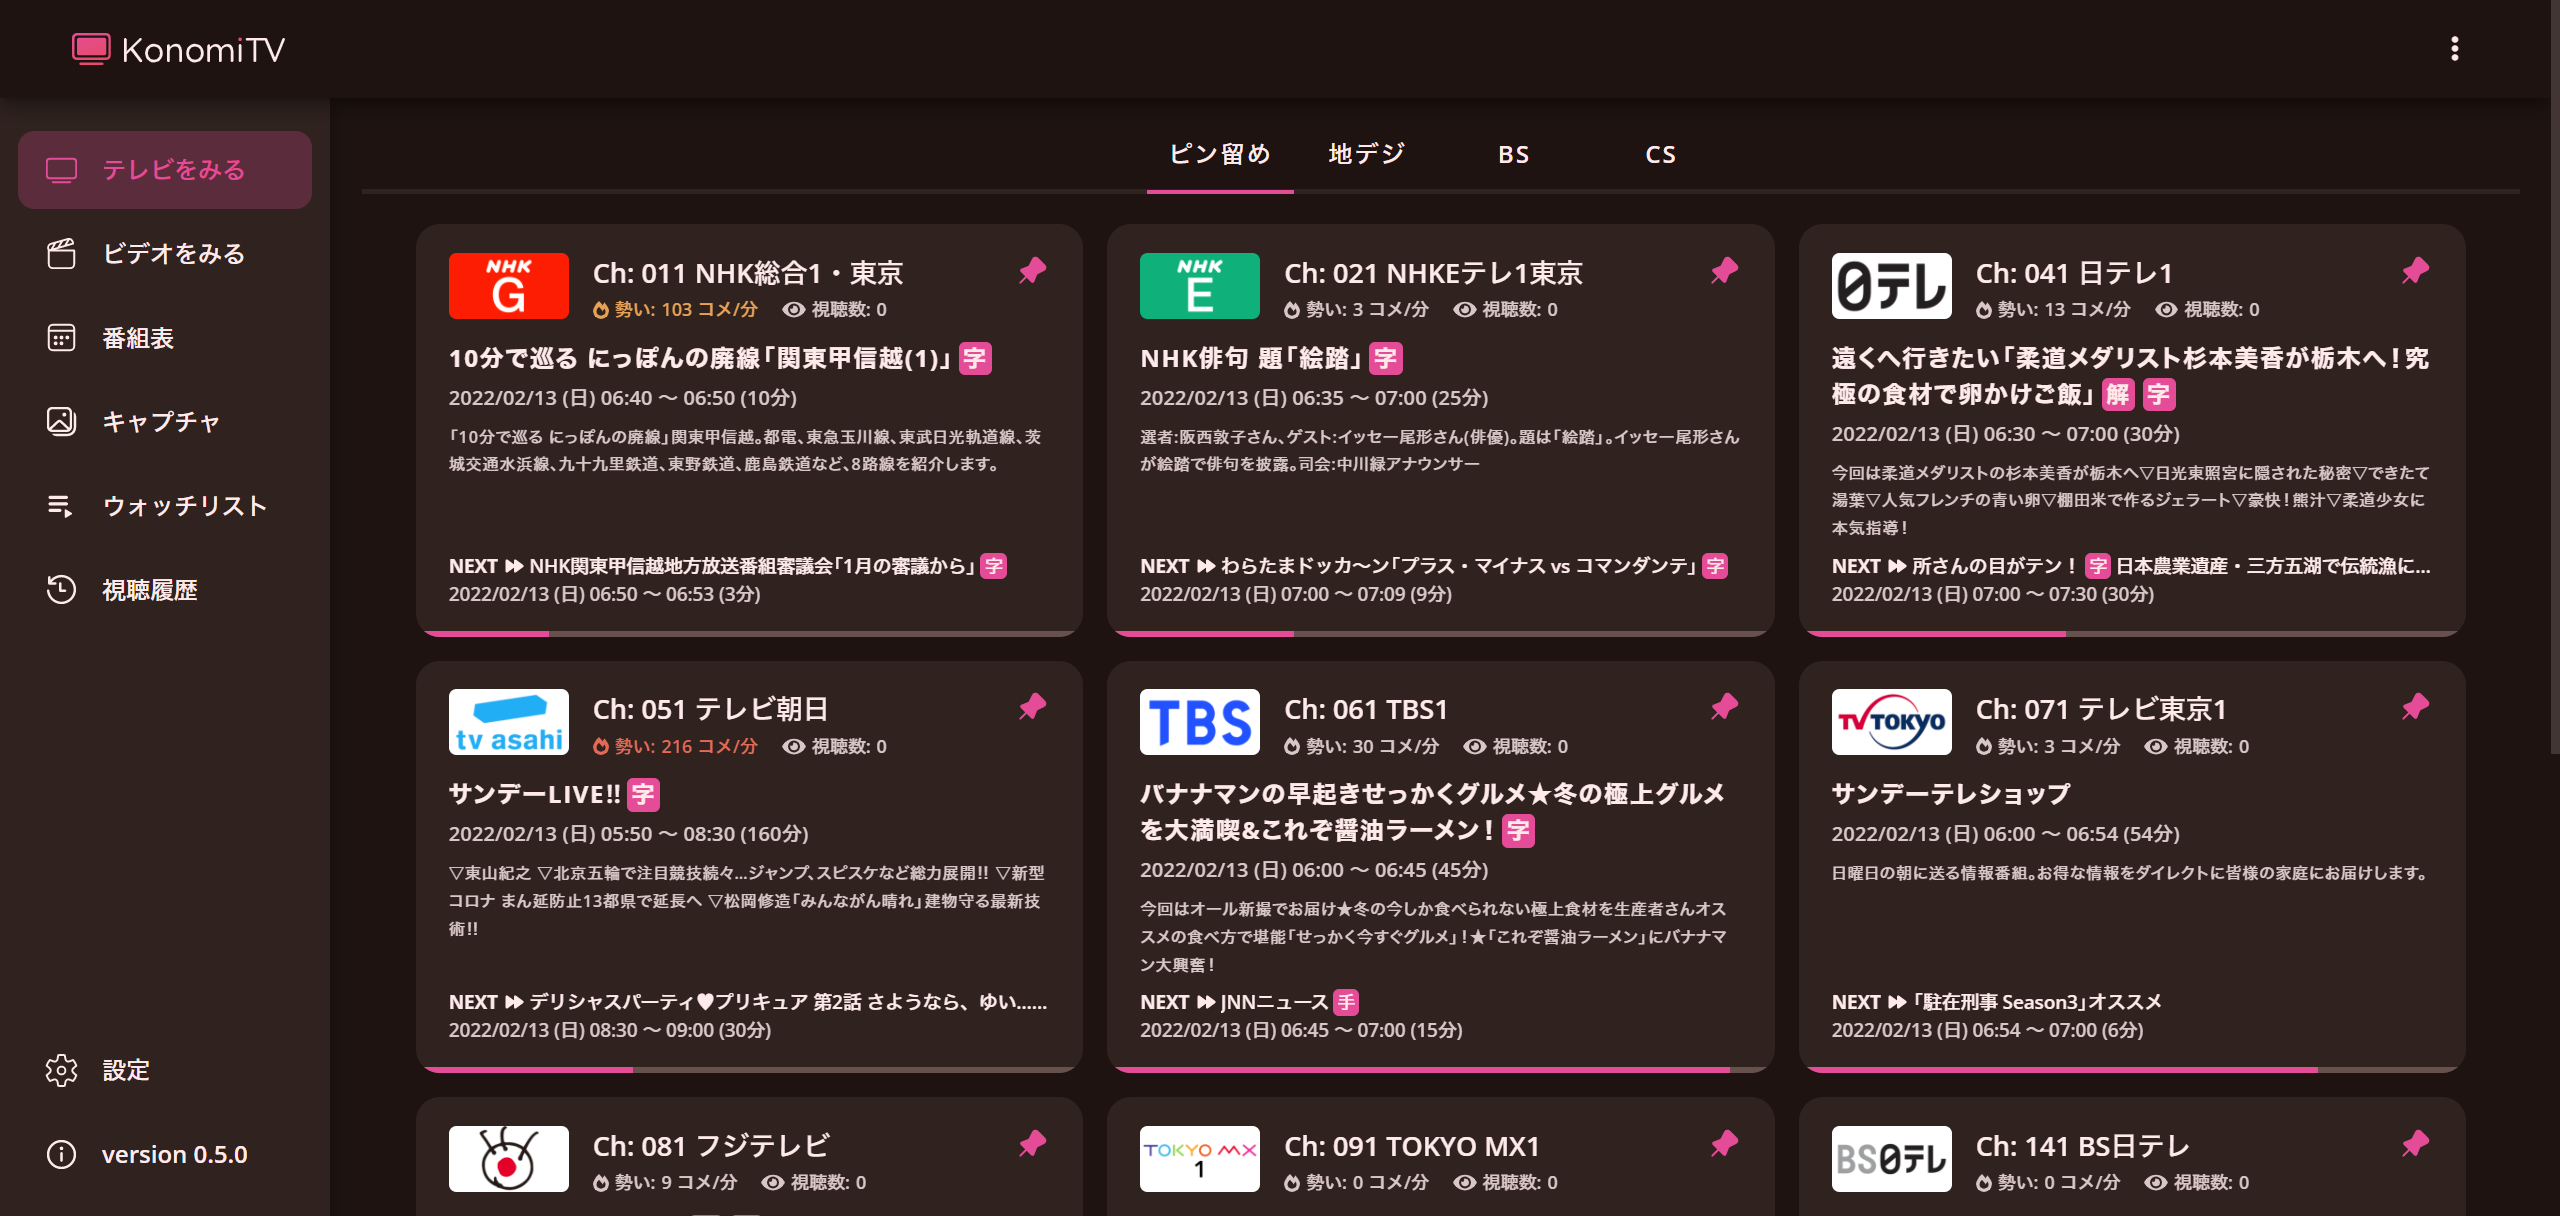 KonomiTV
テレビをみる
ビデオをみる
番組表
キャプチャ
ウォッチリスト
視聴履歴
設定
version 0.5.0
ピン留め 地デジ BS CS
NHK
G
Ch: 011 NHK総合1・東京
勢い: 103 コメ/分 視聴数: 0
10分で巡る にっぽんの廃線「関東甲信越(1)」 字
2022/02/13 (日) 06:40 ～ 06:50 (10分)
「10分で巡る にっぽんの廃線」関東甲信越。都電、東急玉川線、東武日光軌道線、茨
城交通水浜線、九十九里鉄道、東野鉄道、鹿島鉄道など、8路線を紹介します。
NEXT NHK関東甲信越地方放送番組審議会「1月の審議から」 字
2022/02/13 (日) 06:50 ～ 06:53 (3分)
NHK
E
Ch: 021 NHKEテレ1東京
勢い: 3 コメ/分 視聴数: 0
NHK俳句 題「絵踏」 字
2022/02/13 (日) 06:35 ～ 07:00 (25分)
選者:阪西敦子さん、ゲスト:イッセー尾形さん(俳優)。題は「絵踏」。イッセー尾形さん
が絵踏で俳句を披露。司会:中川緑アナウンサー
NEXT わらたまドッカ～ン「プラス・マイナス vs コマンダンテ」 字
2022/02/13 (日) 07:00 ～ 07:09 (9分)
日テレ
Ch: 041 日テレ1
勢い: 13 コメ/分 視聴数: 0
遠くへ行きたい「柔道メダリスト杉本美香が栃木へ！究
極の食材で卵かけご飯」 解 字
2022/02/13 (日) 06:30 ～ 07:00 (30分)
今回は柔道メダリストの杉本美香が栃木へ▽日光東照宮に隠された秘密▽できたて
湯葉▽人気フレンチの青い卵▽棚田米で作るジェラート▽豪快！熊汁▽柔道少女に
本気指導！
NEXT 所さんの目がテン！ 字 日本農業遺産・三方五湖で伝統漁に…
2022/02/13 (日) 07:00 ～ 07:30 (30分)
tv asahi
Ch: 051 テレビ朝日
勢い: 216 コメ/分 視聴数: 0
サンデーLIVE!! 字
2022/02/13 (日) 05:50 ～ 08:30 (160分)
▽東山紀之 ▽北京五輪で注目競技続々…ジャンプ、スピスケなど総力展開!! ▽新型
コロナ まん延防止13都県で延長へ ▽松岡修造「みんながん晴れ」建物守る最新技
術!!
NEXT デリシャスパーティ♥プリキュア 第2話 さようなら、ゆい……
2022/02/13 (日) 08:30 ～ 09:00 (30分)
TBS
Ch: 061 TBS1
勢い: 30 コメ/分 視聴数: 0
バナナマンの早起きせっかくグルメ★冬の極上グルメ
を大満喫&これぞ醤油ラーメン！ 字
2022/02/13 (日) 06:00 ～ 06:45 (45分)
今回はオール新撮でお届け★冬の今しか食べられない極上食材を生産者さんオス
スメの食べ方で堪能「せっかく今すぐグルメ」！★「これぞ醤油ラーメン」にバナナマ
ン大興奮！
NEXT JNNニュース 手
2022/02/13 (日) 06:45 ～ 07:00 (15分)
TV TOKYO
Ch: 071 テレビ東京1
勢い: 3 コメ/分 視聴数: 0
サンデーテレショップ
2022/02/13 (日) 06:00 ～ 06:54 (54分)
日曜日の朝に送る情報番組。お得な情報をダイレクトに皆様の家庭にお届けします。
NEXT 「駐在刑事 Season3」オススメ
2022/02/13 (日) 06:54 ～ 07:00 (6分)
Ch: 081 フジテレビ
勢い: 9 コメ/分 視聴数: 0
TOKYO MX
1
Ch: 091 TOKYO MX1
勢い: 0 コメ/分 視聴数: 0
BS日テレ
Ch: 141 BS日テレ
勢い: 0 コメ/分 視聴数: 0